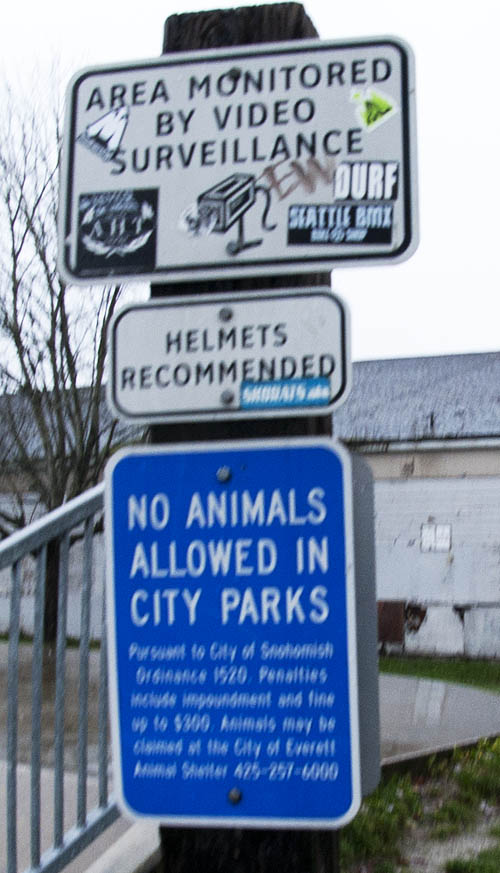 AREA MONITORED
BY VIDEO
SURVEILLANCE
EW
DURF
SEATTLE BMX
HELMETS
RECOMMENDED
NO ANIMALS
ALLOWED IN
CITY PARKS
Pursuant to City of Snohomish
Ordinance 1520. Penalties
include impoundment and fine
up to $300. Animals may be
claimed at the City of Everett
Animal Shelter 425-257-6000